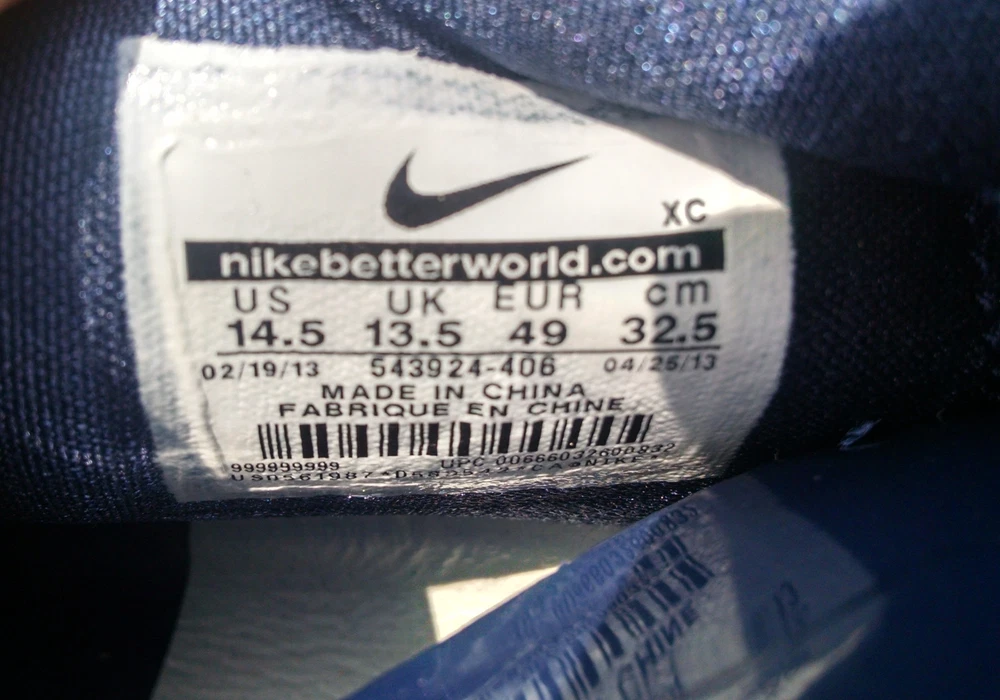 XC
nikebetterworld.com
US UK EUR cm
14.5 13.5 49 32.5
02/19/13 543924-406 04/25/13
MADE IN CHINA
FABRIQUE EN CHINE
999999999 UPC